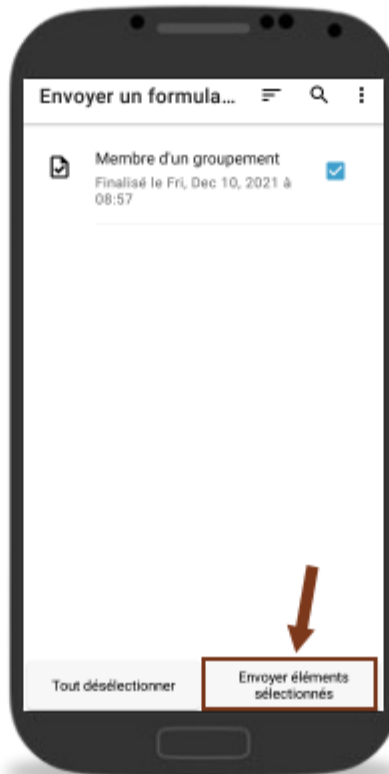 Envoyer un formula...
Membre d'un groupement
Finalisé le Fri, Dec 10, 2021 à
08:57
Tout désélectionner
Envoyer éléments
sélectionnés